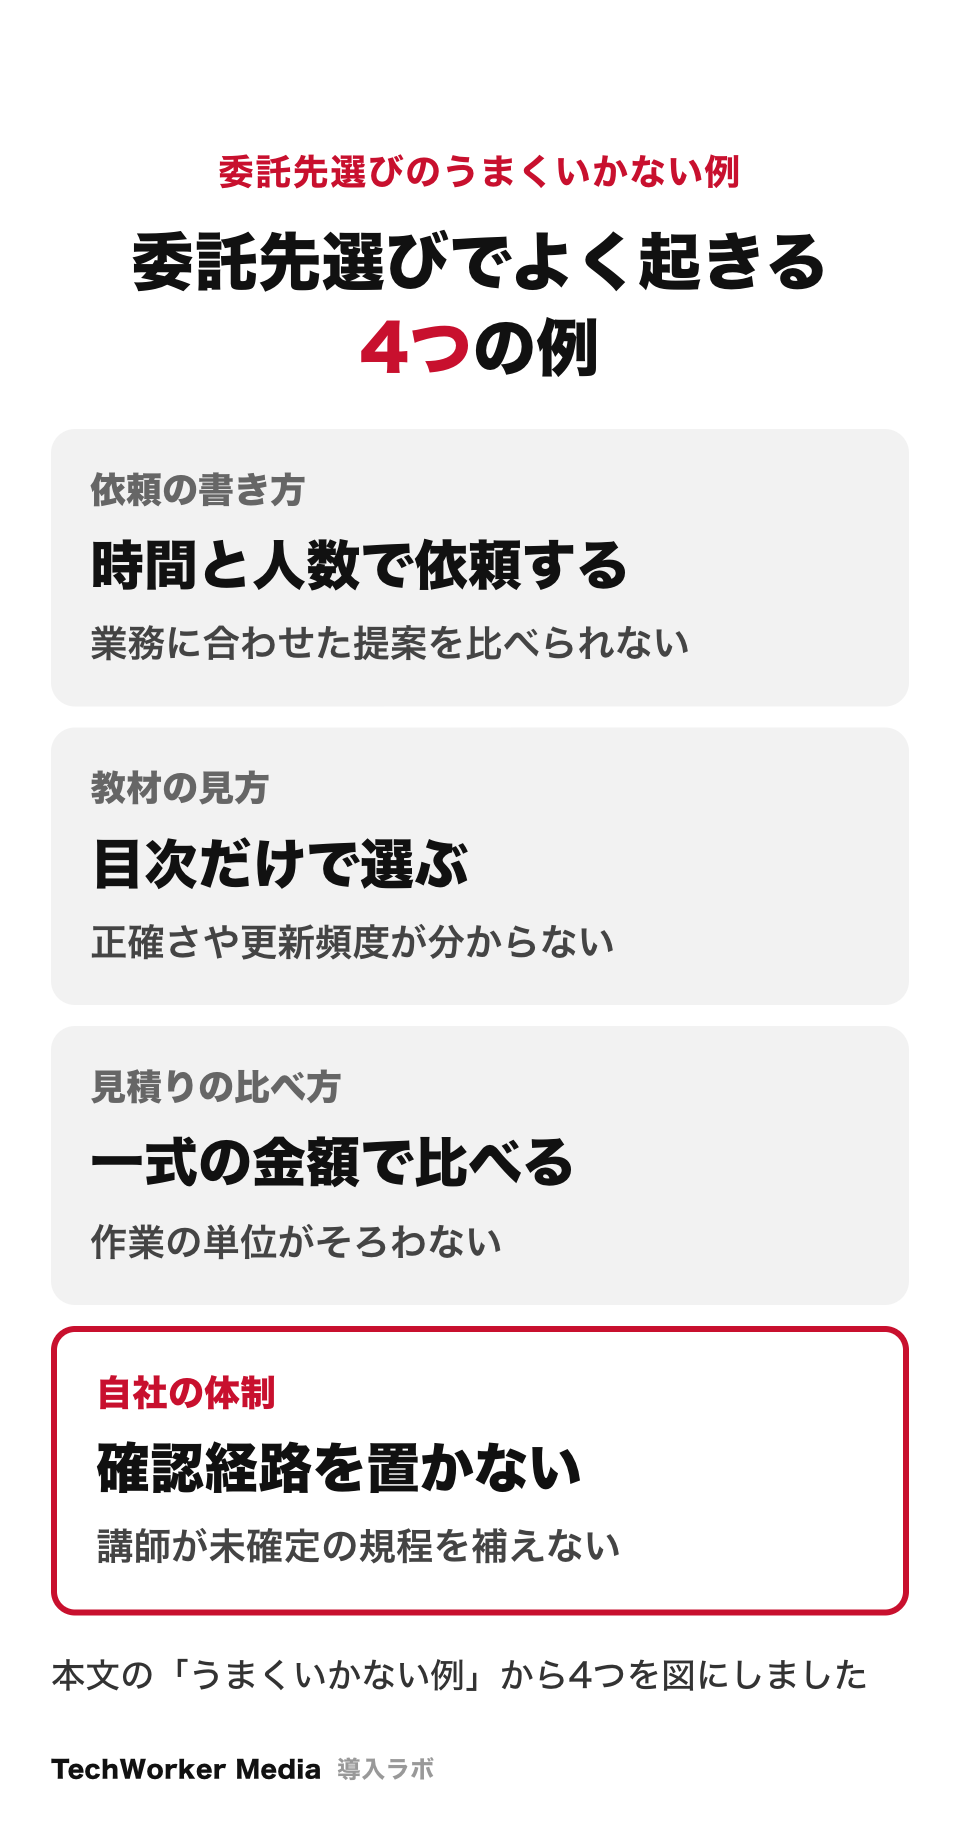 委託先選びのうまくいかない例
委託先選びでよく起きる
4つの例
依頼の書き方
時間と人数で依頼する
業務に合わせた提案を比べられない
教材の見方
目次だけで選ぶ
正確さや更新頻度が分からない
見積りの比べ方
一式の金額で比べる
作業の単位がそろわない
自社の体制
確認経路を置かない
講師が未確定の規程を補えない
本文の「うまくいかない例」から4つを図にしました
TechWorker Media 導入ラボ